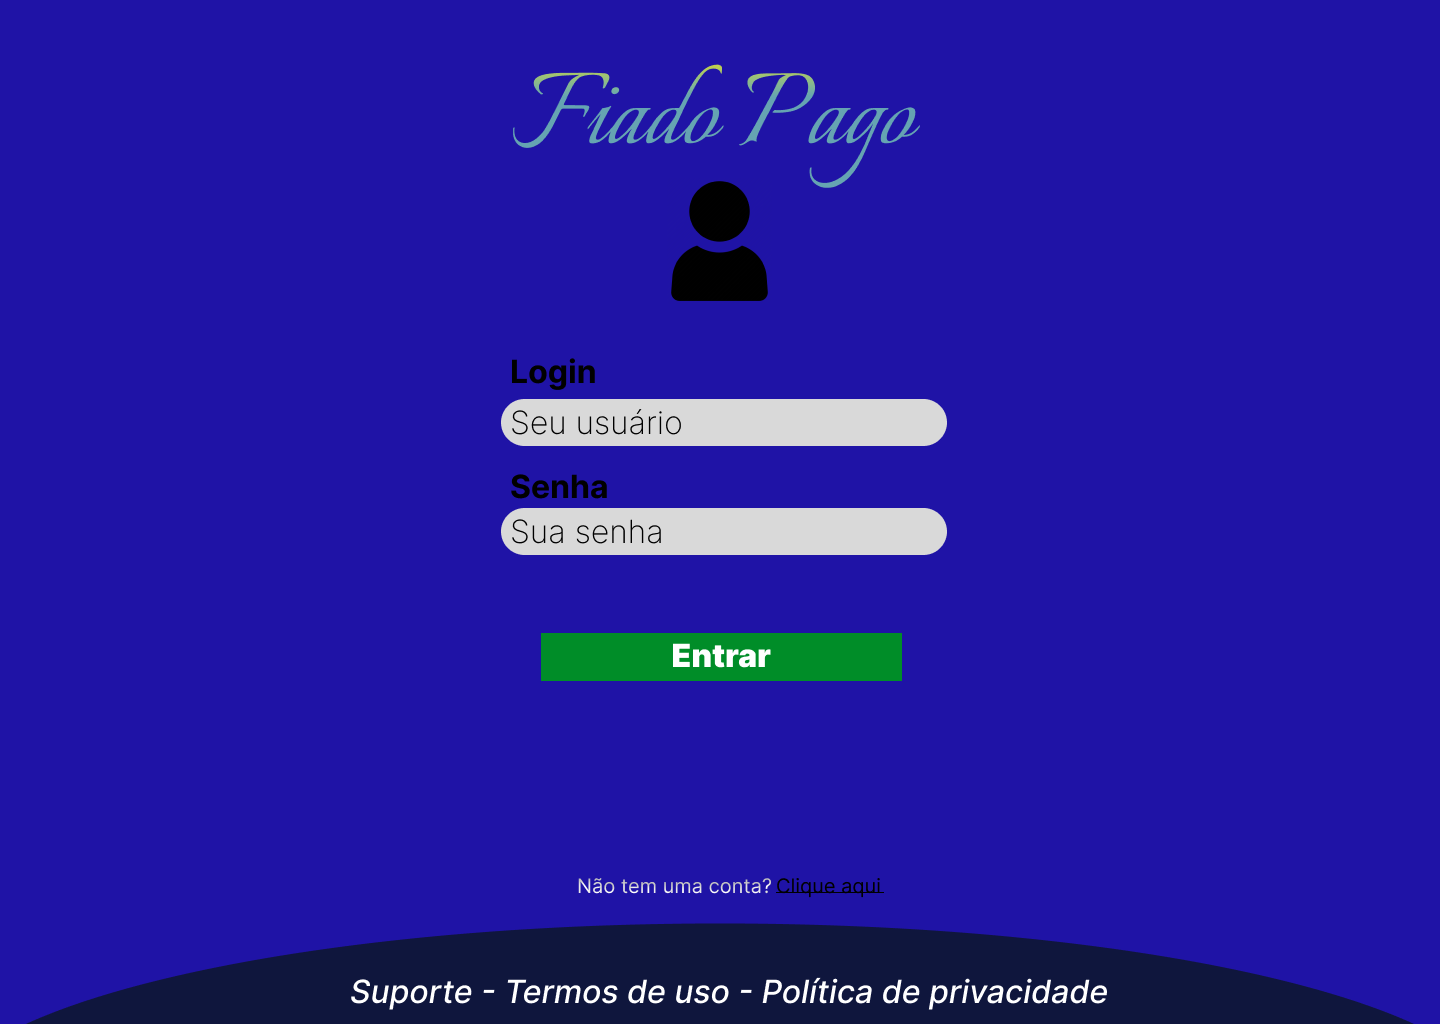 Fiado Pago
Login
Seu usuário
Senha
Sua senha
Entrar
Não tem uma conta? Clique aqui
Suporte - Termos de uso - Política de privacidade